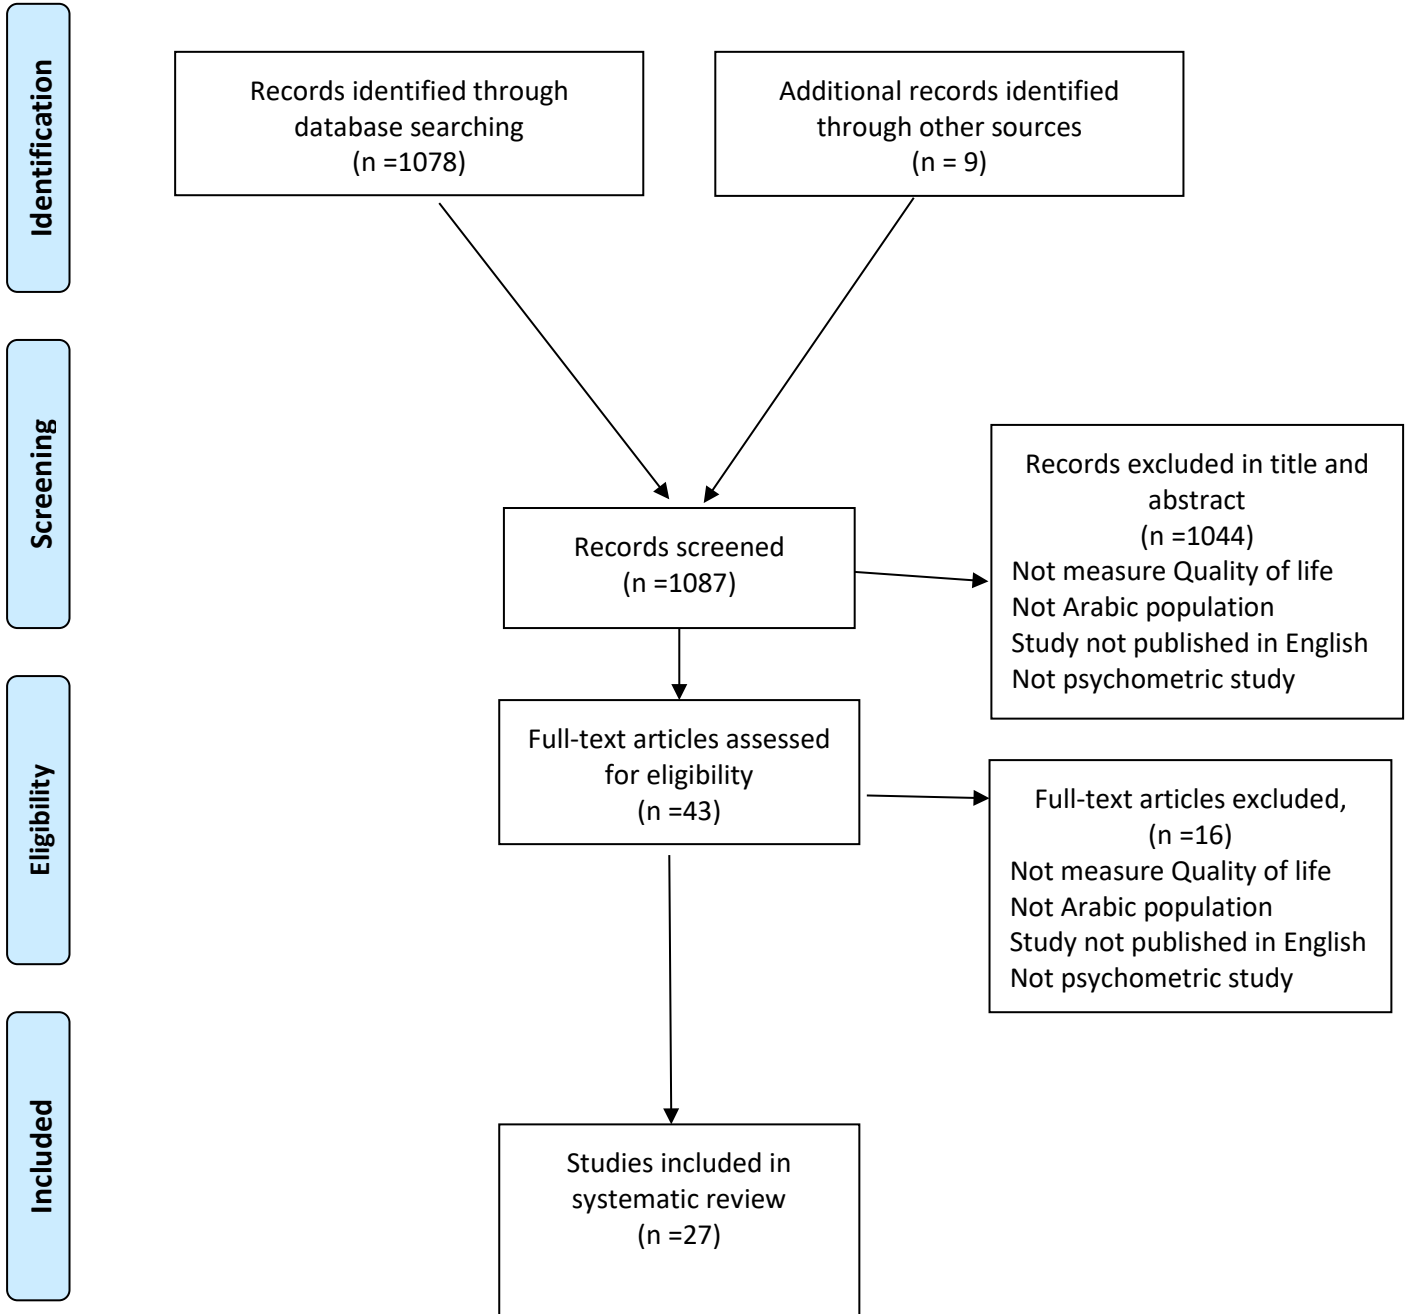 Identification
Records identified through
database searching
(n =1078)
Additional records identified
through other sources
(n = 9)
Screening
Records screened
(n =1087)
Records excluded in title and
abstract
(n =1044)
Not measure Quality of life
Not Arabic population
Study not published in English
Not psychometric study
Eligibility
Full-text articles assessed
for eligibility
(n =43)
Full-text articles excluded,
(n =16)
Not measure Quality of life
Not Arabic population
Study not published in English
Not psychometric study
Included
Studies included in
systematic review
(n =27)